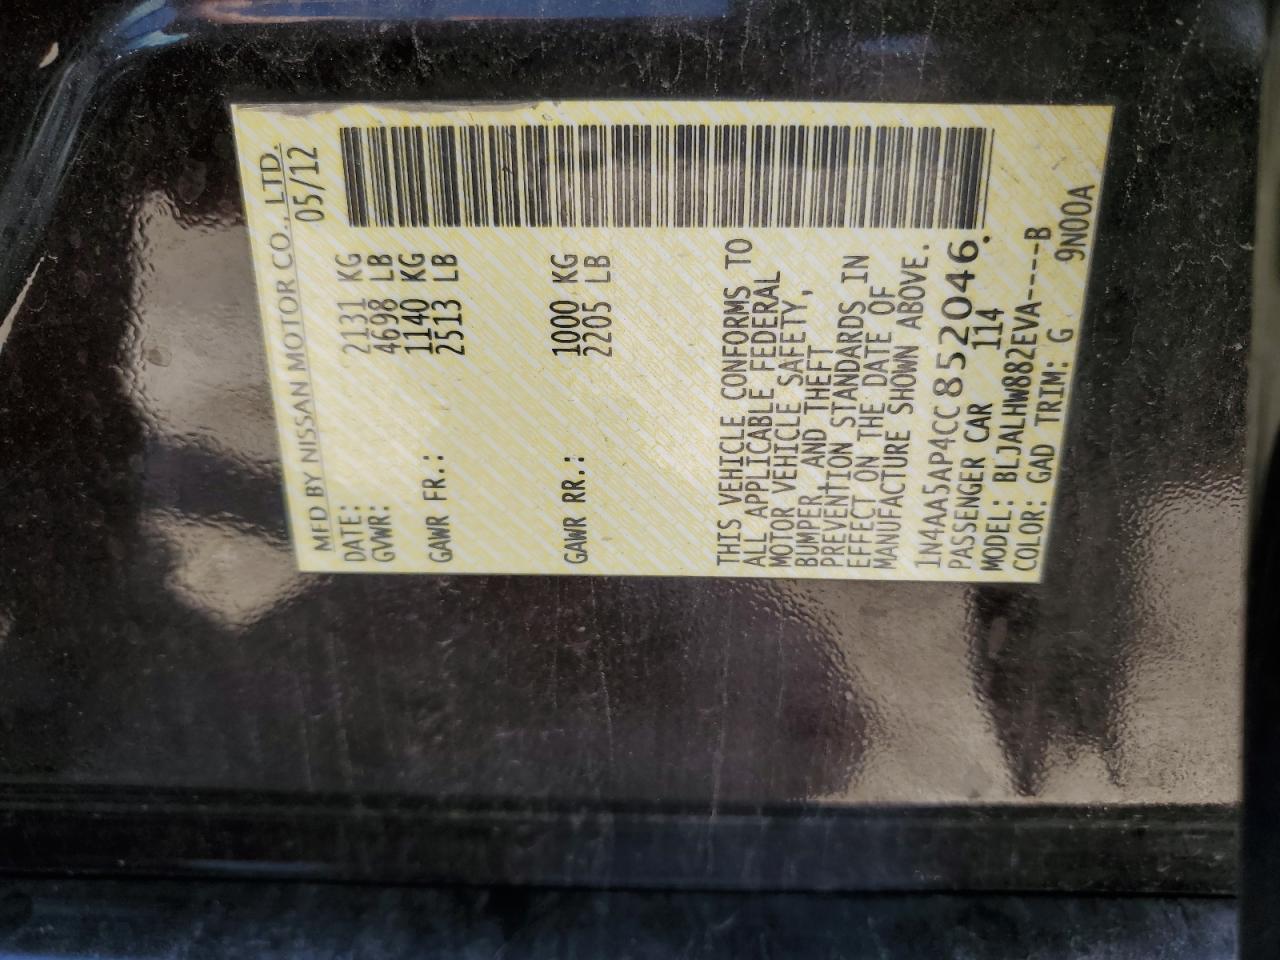 MFD BY NISSAN MOTOR CO., LTD.
DATE: 05/12
GVWR: 2131 KG
4698 LB
GAWR FR.: 1140 KG
2513 LB
GAWR RR.: 1000 KG
2205 LB
THIS VEHICLE CONFORMS TO
ALL APPLICABLE FEDERAL
MOTOR VEHICLE SAFETY,
BUMPER, AND THEFT
PREVENTION STANDARDS IN
EFFECT ON THE DATE OF
MANUFACTURE SHOWN ABOVE.
1N4AA5AP4CC852046.
PASSENGER CAR 114
MODEL: BLJALHW882EVA-----B
COLOR: GAD TRIM: G 9N00A